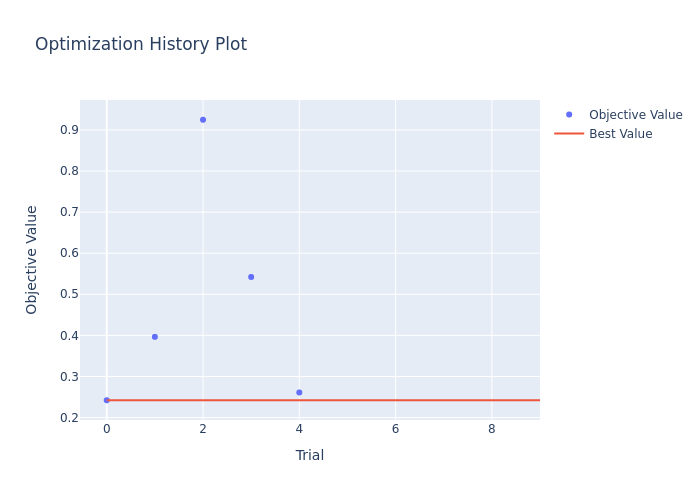 Optimization History Plot
Objective Value
Best Value
0.9
0.8
0.7
0.6
0.5
0.4
0.3
0.2
Objective Value
0 2 4 6 8
Trial